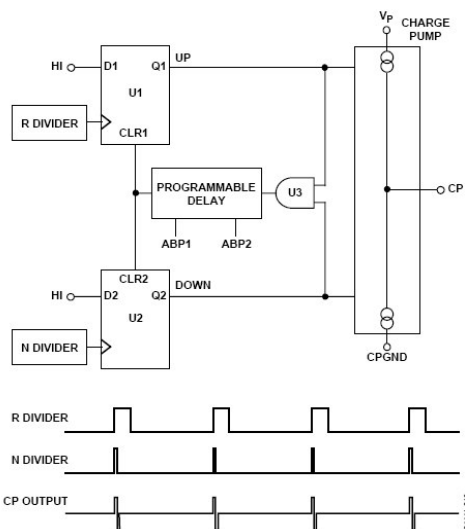 VP CHARGE PUMP
HI D1 Q1 UP
U1
R DIVIDER
CLR1
PROGRAMMABLE DELAY
U3
CP
ABP1 ABP2
CLR2
HI D2 Q2 DOWN
U2
N DIVIDER
CPGND
R DIVIDER
N DIVIDER
CP OUTPUT